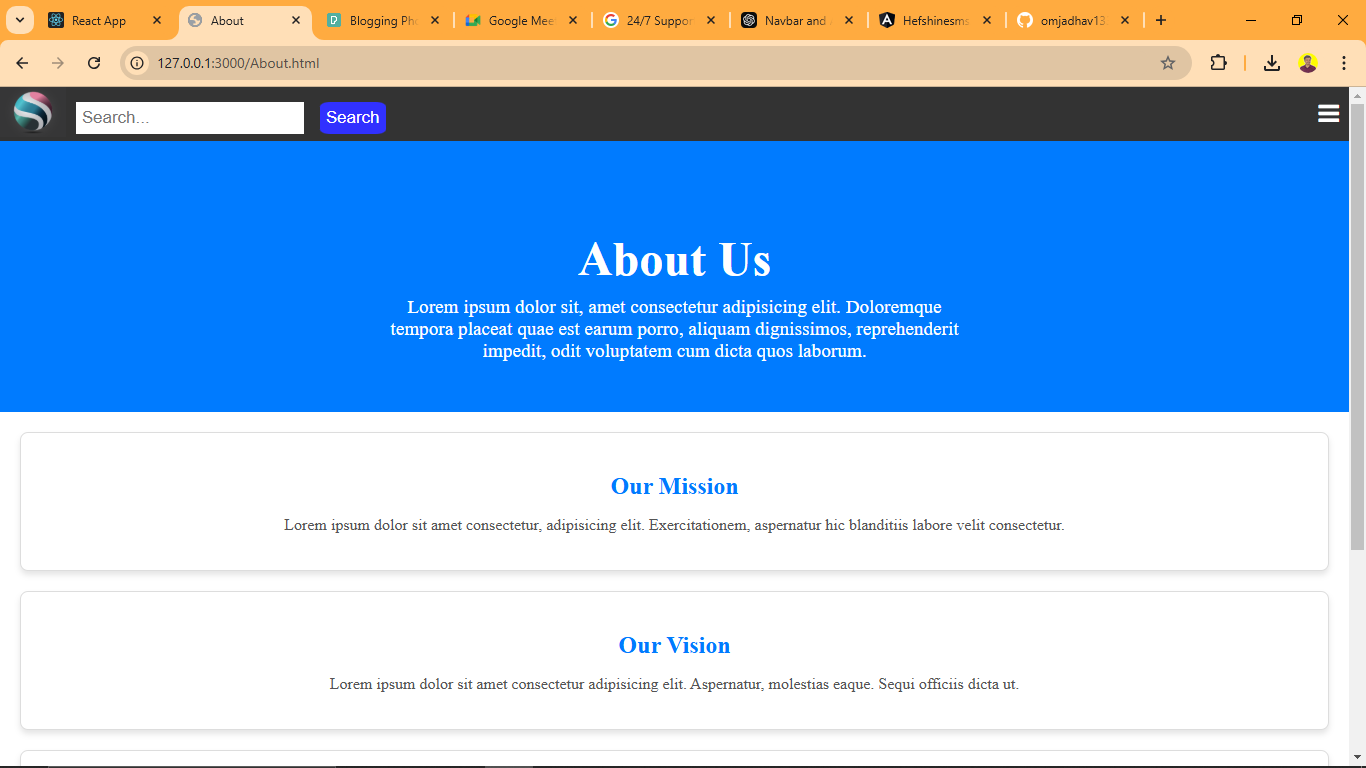 React App
About
Blogging Pho
Google Mee
24/7 Suppor
Navbar and
Hefshinesms
omjadhav13
127.0.0.1:3000/About.html
Search...
Search
About Us
Lorem ipsum dolor sit, amet consectetur adipisicing elit. Doloremque
tempora placeat quae est earum porro, aliquam dignissimos, reprehenderit
impedit, odit voluptatem cum dicta quos laborum.
Our Mission
Lorem ipsum dolor sit amet consectetur, adipisicing elit. Exercitationem, aspernatur hic blanditiis labore velit consectetur.
Our Vision
Lorem ipsum dolor sit amet consectetur adipisicing elit. Aspernatur, molestias eaque. Sequi officiis dicta ut.